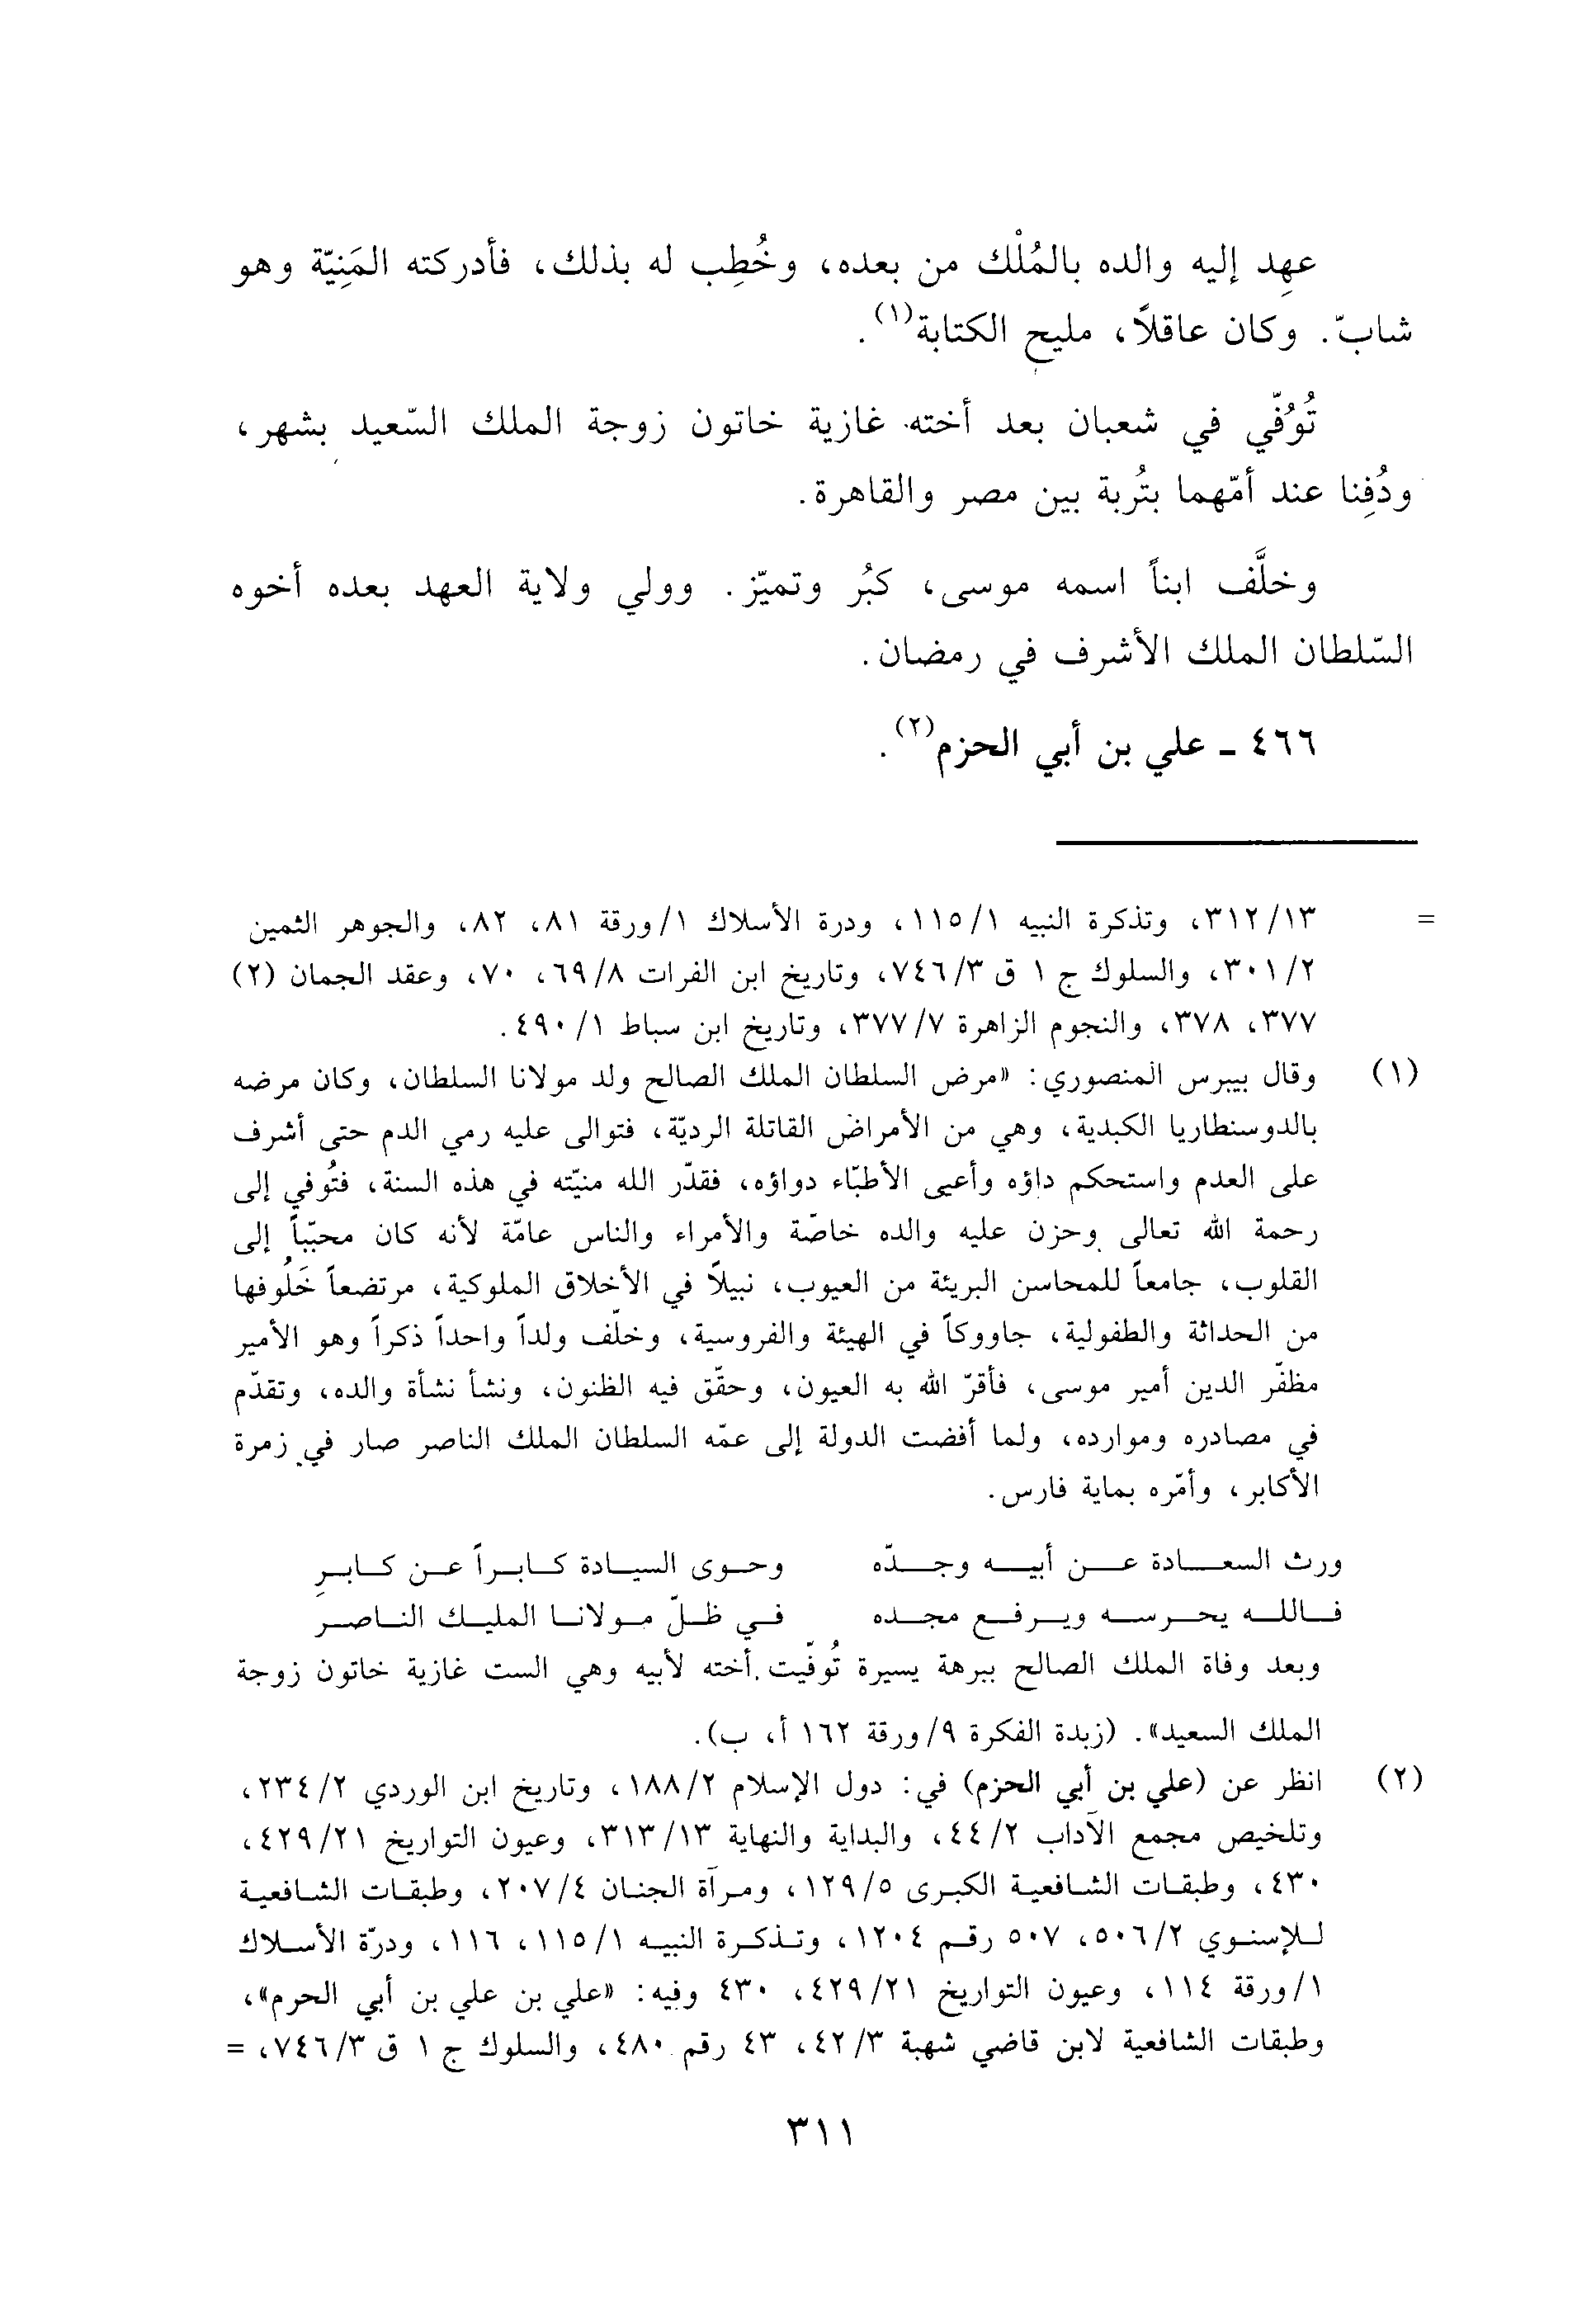 عهِد إليه والده بالمُلْك من بعده، وخُطِب له بذلك، فأدركته المَنِيّة وهو
شابّ. وكان عاقلاً، مليح الكتابة(١).
تُوُفّي في شعبان بعد أخته غازية خاتون زوجة الملك السّعيد بشهر،
ودُفِنا عند أمّهما بتُربة بين مصر والقاهرة.
وخلَّف ابناً اسمه موسى، كبُر وتميّز. وولي ولاية العهد بعده أخوه
السّلطان الملك الأشرف في رمضان.
٤٦٦ ـ علي بن أبي الحزم(٢).
= ٣١٢/١٣، وتذكرة النبيه ١١٥/١، ودرة الأسلاك ١/ورقة ٨١، ٨٢، والجوهر الثمين
٣٠١/٢، والسلوك ج ١ ق ٧٤٦/٣، وتاريخ ابن الفرات ٦٩/٨، ٧٠، وعقد الجمان (٢)
٣٧٧، ٣٧٨، والنجوم الزاهرة ٣٧٧/٧، وتاريخ ابن سباط ٤٩٠/١.
(١) وقال بيبرس المنصوري: «مرض السلطان الملك الصالح ولد مولانا السلطان، وكان مرضه
بالدوسنطاريا الكبدية، وهي من الأمراض القاتلة الرديّة، فتوالى عليه رمي الدم حتى أشرف
على العدم واستحكم داؤه وأعيى الأطبّاء دواؤه، فقدّر الله منيّته في هذه السنة، فتُوفي إلى
رحمة الله تعالى وحزن عليه والده خاصّة والأمراء والناس عامّة لأنه كان محبّباً إلى
القلوب، جامعاً للمحاسن البريئة من العيوب، نبيلاً في الأخلاق الملوكية، مرتضعاً خَلُوفها
من الحداثة والطفولية، جاووكاً في الهيئة والفروسية، وخلّف ولداً واحداً ذكراً وهو الأمير
مظفّر الدين أمير موسى، فأقرّ الله به العيون، وحقّق فيه الظنون، ونشأ نشأة والده، وتقدّم
في مصادره وموارده، ولما أفضت الدولة إلى عمّه السلطان الملك الناصر صار في زمرة
الأكابر، وأمّره بماية فارس.
ورث السعادة عن أبيه وجدّه وحوى السيادة كابراً عن كابرِ
فالله يحرسه ويرفع مجده في ظلّ مولانا المليك الناصر
وبعد وفاة الملك الصالح ببرهة يسيرة تُوفّيت أخته لأبيه وهي الست غازية خاتون زوجة
الملك السعيد». (زبدة الفكرة ٩/ورقة ١٦٢ أ، ب).
(٢) انظر عن (علي بن أبي الحزم) في: دول الإسلام ١٨٨/٢، وتاريخ ابن الوردي ٢٣٤/٢،
وتلخيص مجمع الآداب ٤٤/٢، والبداية والنهاية ٣١٣/١٣، وعيون التواريخ ٤٢٩/٢١،
٤٣٠، وطبقات الشافعية الكبرى ١٢٩/٥، ومرآة الجنان ٢٠٧/٤، وطبقات الشافعية
للإسنوي ٥٠٦/٢، ٥٠٧ رقم ١٢٠٤، وتذكرة النبيه ١١٥/١، ١١٦، ودرّة الأسلاك
١/ورقة ١١٤، وعيون التواريخ ٤٢٩/٢١، ٤٣٠ وفيه: «علي بن علي بن أبي الحرم»،
وطبقات الشافعية لابن قاضي شهبة ٤٢/٣، ٤٣ رقم ٤٨٠، والسلوك ج ١ ق ٧٤٦/٣، =
٣١١